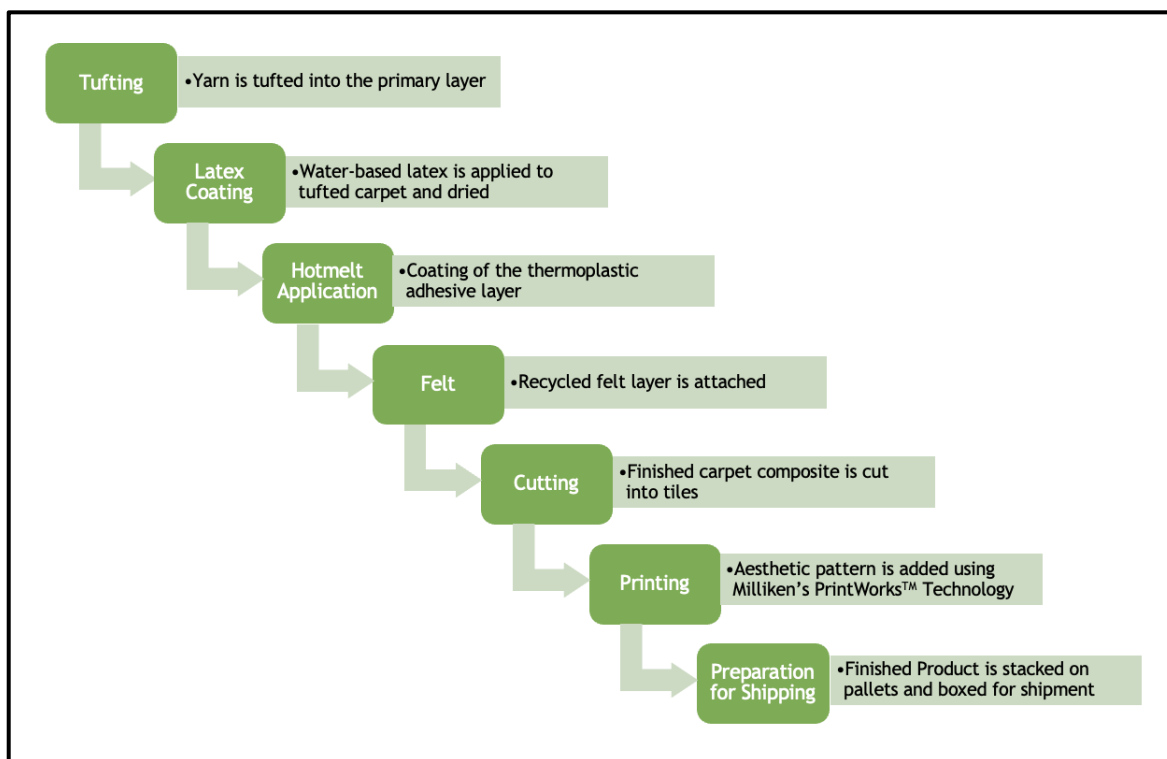 Tufting
•Yarn is tufted into the primary layer
Latex
Coating
•Water-based latex is applied to
tufted carpet and dried
Hotmelt
Application
•Coating of the thermoplastic
adhesive layer
Felt
•Recycled felt layer is attached
Cutting
•Finished carpet composite is cut
into tiles
Printing
•Aesthetic pattern is added using
Milliken’s PrintWorks™ Technology
Preparation
for Shipping
•Finished Product is stacked on
pallets and boxed for shipment